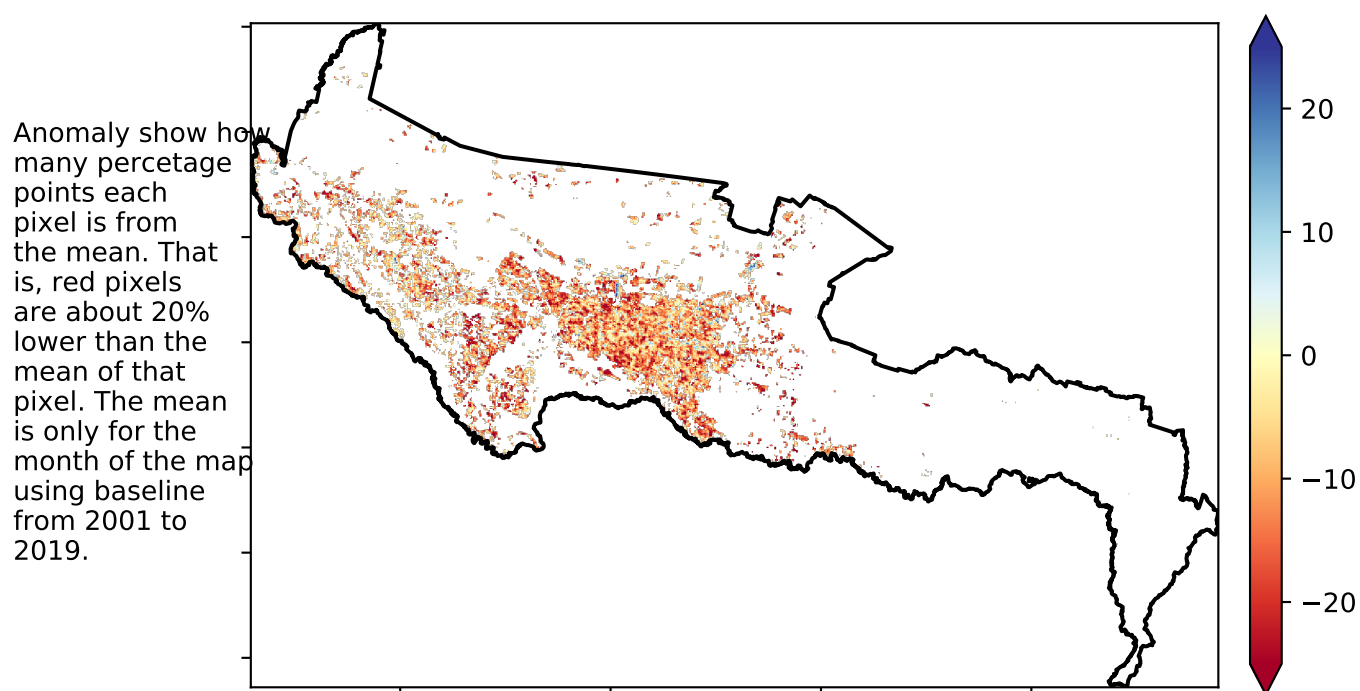 Anomaly show how
many percetage
points each
pixel is from
the mean. That
is, red pixels
are about 20%
lower than the
mean of that
pixel. The mean
is only for the
month of the map
using baseline
from 2001 to
2019.
20
10
0
−10
−20